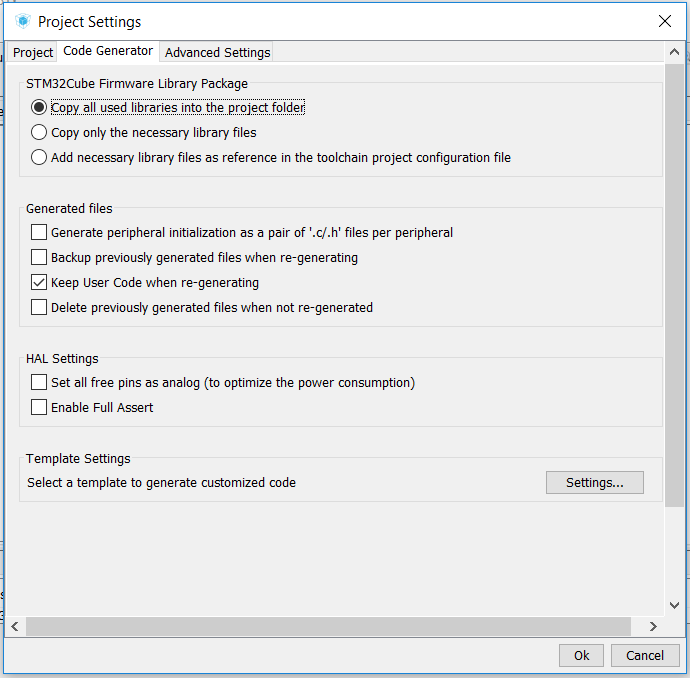 Project Settings
Project Code Generator Advanced Settings
STM32Cube Firmware Library Package
Copy all used libraries into the project folder
Copy only the necessary library files
Add necessary library files as reference in the toolchain project configuration file
Generated files
Generate peripheral initialization as a pair of '.c/.h' files per peripheral
Backup previously generated files when re-generating
Keep User Code when re-generating
Delete previously generated files when not re-generated
HAL Settings
Set all free pins as analog (to optimize the power consumption)
Enable Full Assert
Template Settings
Select a template to generate customized code
Settings...
Ok Cancel